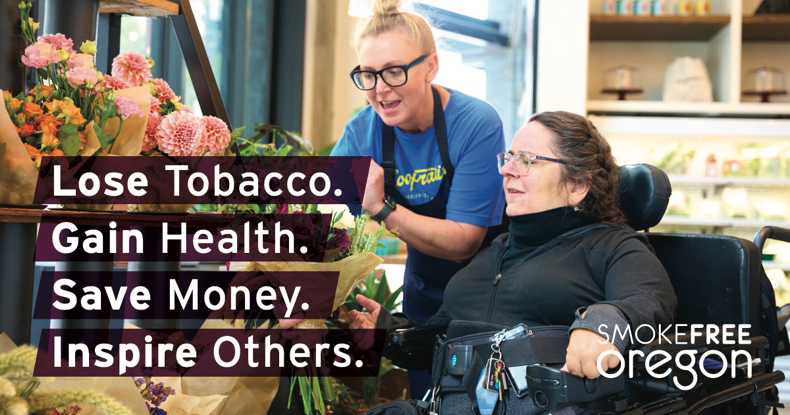 Lose Tobacco.
Gain Health.
Save Money.
Inspire Others.
SMOKEFREE
oregon